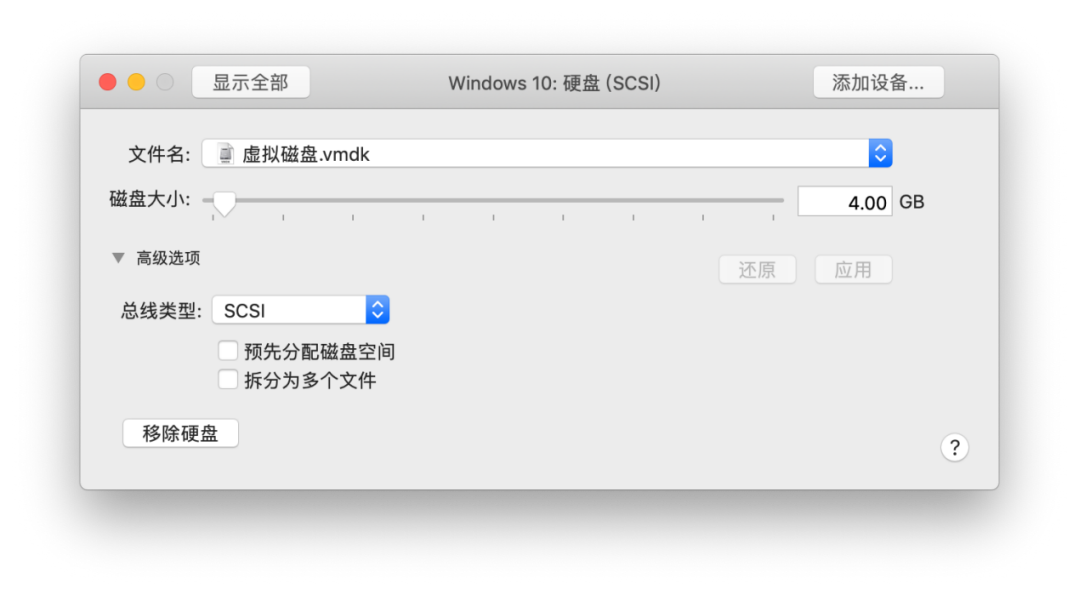 显示全部 Windows 10: 硬盘 (SCSI) 添加设备...
文件名: 虚拟磁盘.vmdk
磁盘大小: 4.00 GB
高级选项
还原 应用
总线类型: SCSI
预先分配磁盘空间
拆分为多个文件
移除硬盘
?